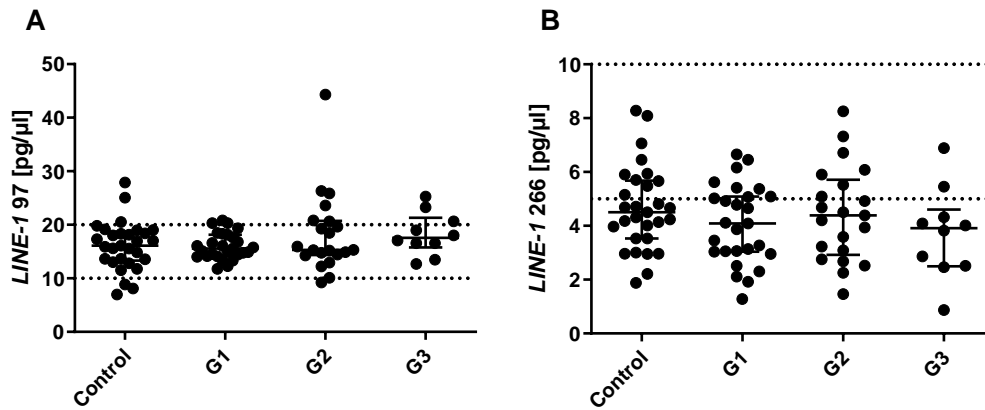 A
LINE-1 97 [pg/µl]
50
40
30
20
10
0
Control
G1
G2
G3
B
LINE-1 266 [pg/µl]
10
8
6
4
2
0
Control
G1
G2
G3